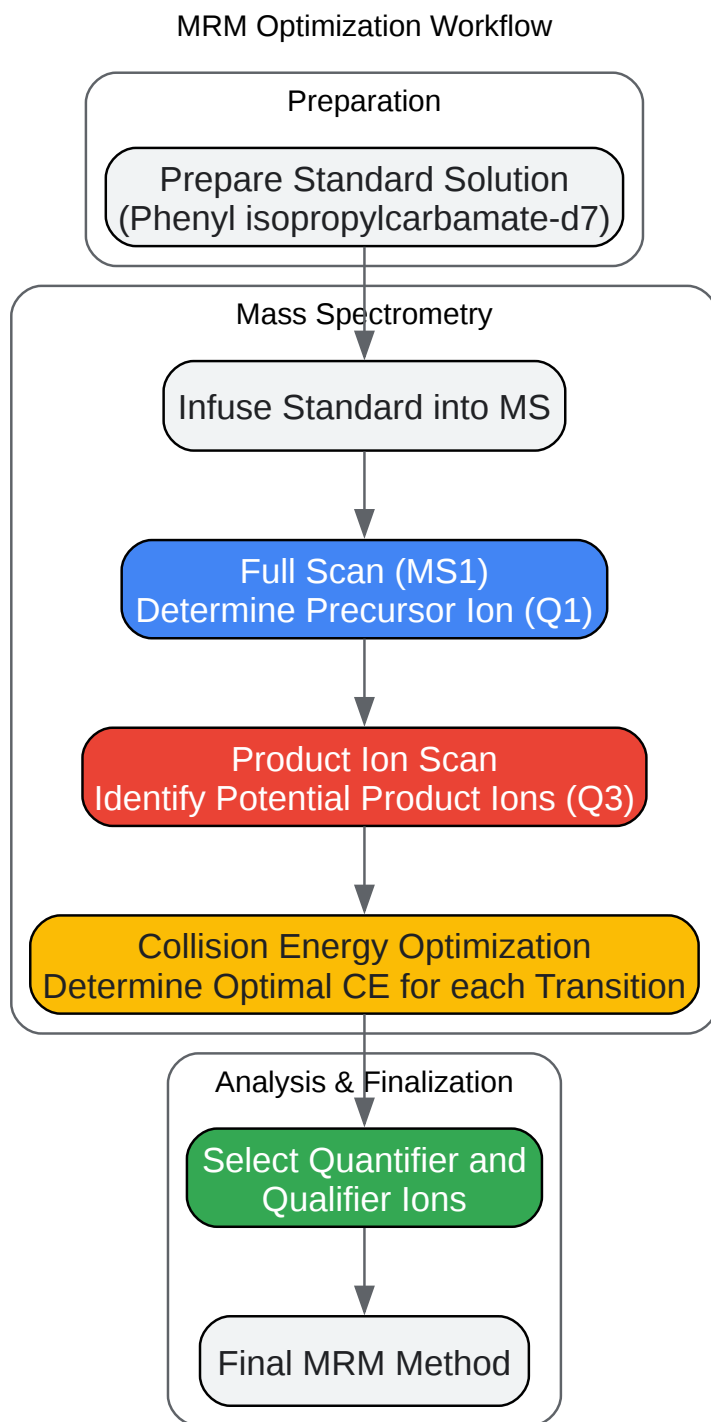 MRM Optimization Workflow
Preparation
Prepare Standard Solution
(Phenyl isopropylcarbamate-d7)
Mass Spectrometry
Infuse Standard into MS
Full Scan (MS1)
Determine Precursor Ion (Q1)
Product Ion Scan
Identify Potential Product Ions (Q3)
Collision Energy Optimization
Determine Optimal CE for each Transition
Analysis & Finalization
Select Quantifier and
Qualifier Ions
Final MRM Method